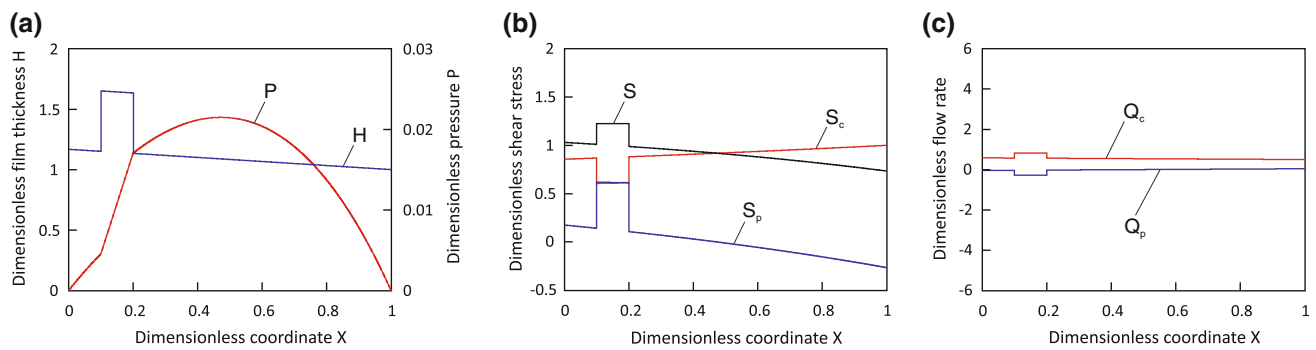 (a)
Dimensionless film thickness H
2
1.5
1
0.5
0
0 0.2 0.4 0.6 0.8 1
Dimensionless coordinate X
0.03
0.02
0.01
0
Dimensionless pressure P
P
H
(b)
Dimensionless shear stress
2
1.5
1
0.5
0
-0.5
0 0.2 0.4 0.6 0.8 1
Dimensionless coordinate X
S
Sc
Sp
(c)
Dimensionless flow rate
6
4
2
0
-2
-4
-6
0 0.2 0.4 0.6 0.8 1
Dimensionless coordinate X
Qc
Qp